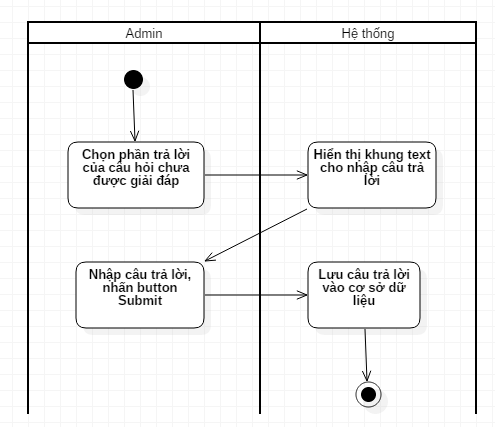 Admin
Hệ thống
Chọn phần trả lời
của câu hỏi chưa
được giải đáp
Hiển thị khung text
cho nhập câu trả
lời
Nhập câu trả lời,
nhấn button
Submit
Lưu câu trả lời
vào cơ sở dữ
liệu